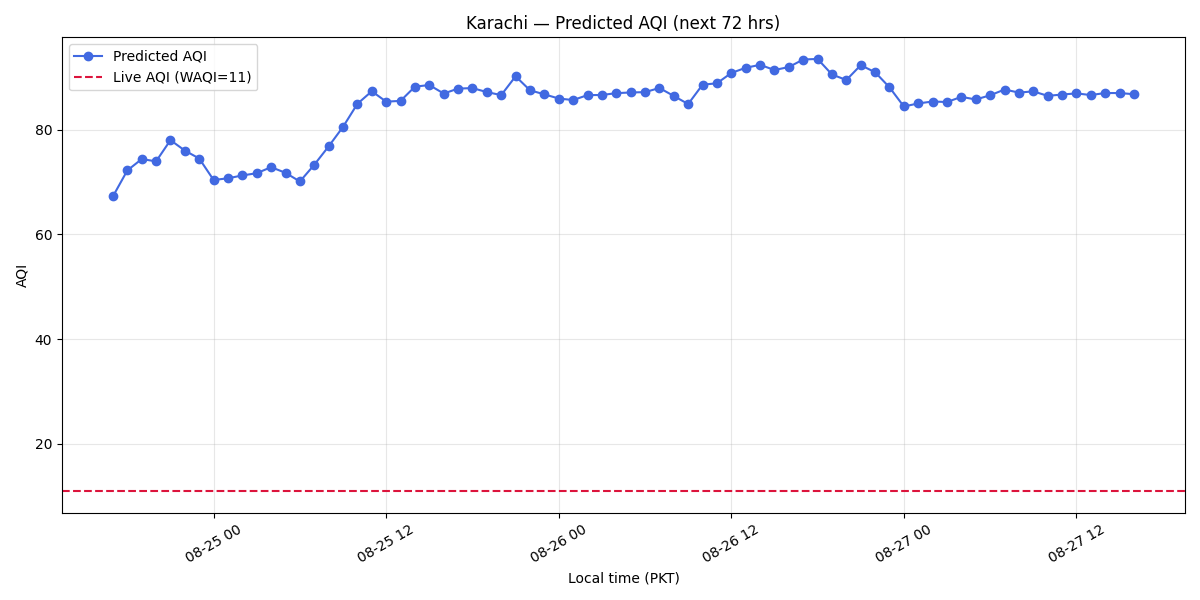 Karachi — Predicted AQI (next 72 hrs)
Predicted AQI
Live AQI (WAQI=11)
AQI
80
60
40
20
08-25 00
08-25 12
08-26 00
08-26 12
08-27 00
08-27 12
Local time (PKT)